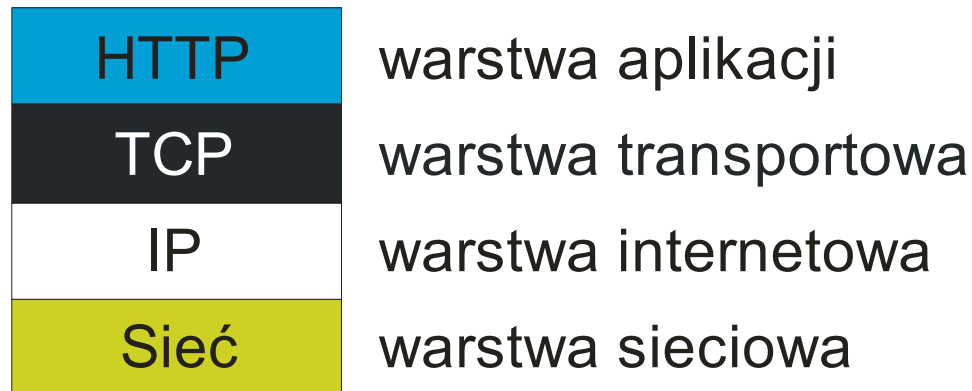 HTTP warstwa aplikacji
TCP warstwa transportowa
IP warstwa internetowa
Sieć warstwa sieciowa